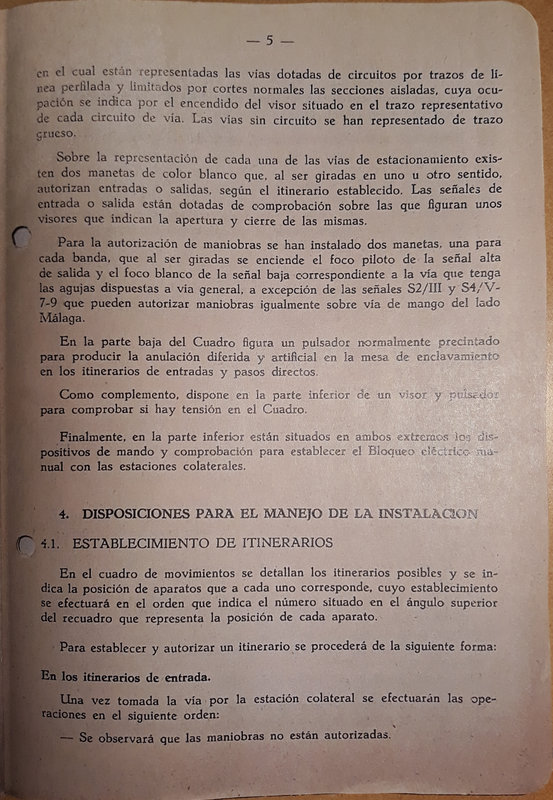 — 5 —
en el cual están representadas las vías dotadas de circuitos por trazos de lí-
nea perfilada y limitados por cortes normales las secciones aisladas, cuya ocu-
pación se indica por el encendido del visor situado en el trazo representativo
de cada circuito de vía. Las vías sin circuito se han representado de trazo
grueso.
Sobre la representación de cada una de las vías de estacionamiento exis-
ten dos manetas de color blanco que, al ser giradas en uno u otro sentido,
autorizan entradas o salidas, según el itinerario establecido. Las señales de
entrada o salida están dotadas de comprobación sobre las que figuran unos
visores que indican la apertura y cierre de las mismas.
Para la autorización de maniobras se han instalado dos manetas, una para
cada banda, que al ser giradas se enciende el foco piloto de la señal alta
de salida y el foco blanco de la señal baja correspondiente a la vía que tenga
las agujas dispuestas a via general, a excepción de las señales S2/III y S4/V-
7-9 que pueden autorizar maniobras igualmente sobre vía de mango del lado
Málaga.
En la parte baja del Cuadro figura un pulsador normalmente precintado
para producir la anulación diferida y artificial en la mesa de enclavamiento
en los itinerarios de entradas y pasos directos.
Como complemento, dispone en la parte inferior de un visor y pulsador
para comprobar si hay tensión en el Cuadro.
Finalmente, en la parte inferior están situados en ambos extremos los dis-
positivos de mando y comprobación para establecer el Bloqueo eléctrico ma-
nual con las estaciones colaterales.
4. DISPOSICIONES PARA EL MANEJO DE LA INSTALACION
4.1. ESTABLECIMIENTO DE ITINERARIOS
En el cuadro de movimientos se detallan los itinerarios posibles y se in-
dica la posición de aparatos que a cada uno corresponde, cuyo establecimiento
se efectuará en el orden que indica el número situado en el ángulo superior
del recuadro que representa la posición de cada aparato.
Para establecer y autorizar un itinerario se procederá de la siguiente forma:
En los itinerarios de entrada.
Una vez tomada la vía por la estación colateral se efectuarán las ope-
raciones en el siguiente orden:
— Se observará que las maniobras no están autorizadas.